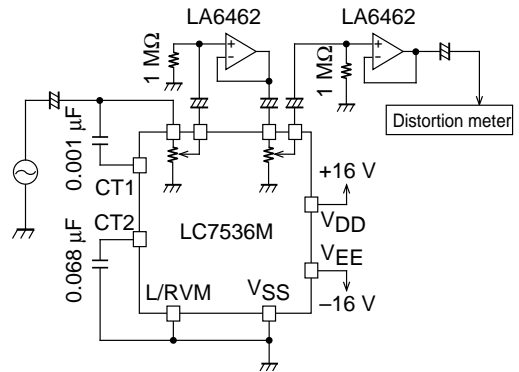 LA6462
LA6462
1 MΩ
+
–
1 MΩ
+
–
Distortion meter
0.001 µF
CT1
+16 V
VDD
CT2
LC7536M
VEE
–16 V
0.068 µF
L/RVM
VSS